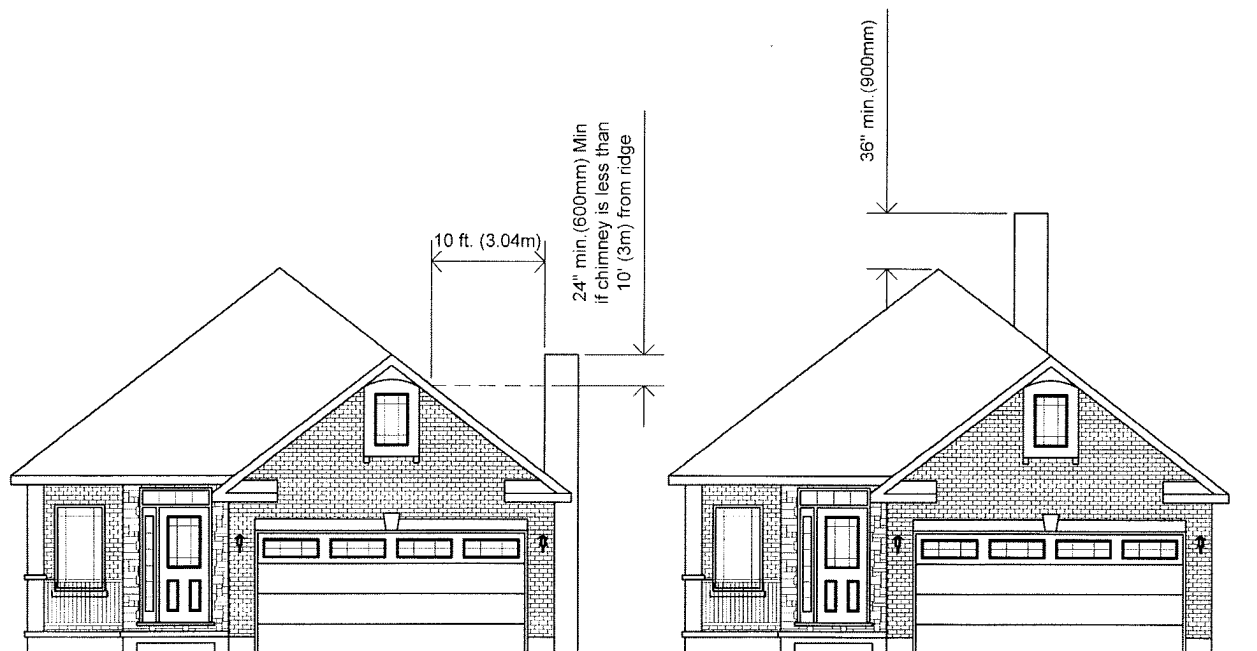 10 ft. (3.04m)
24" min.(600mm) Min
if chimney is less than
10' (3m) from ridge
36" min.(900mm)